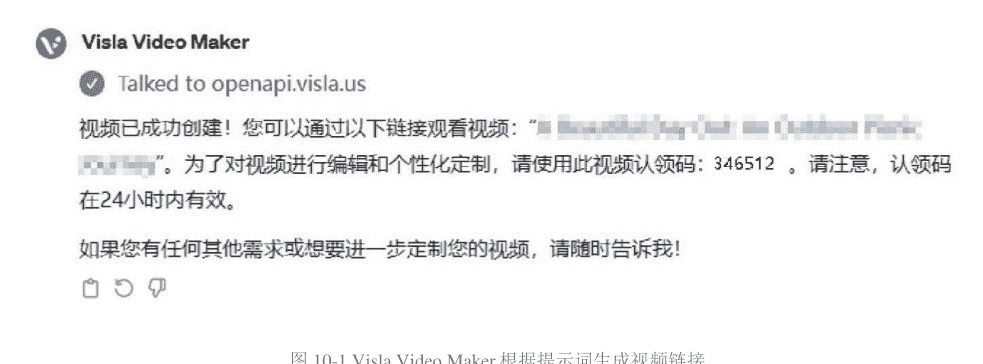 Visla Video Maker
Talked to openapi.visla.us
视频已成功创建！您可以通过以下链接观看视频：“
”。为了对视频进行编辑和个性化定制，请使用此视频认领码：346512 。请注意，认领码
在24小时内有效。
如果您有任何其他需求或想要进一步定制您的视频，请随时告诉我！
图 10-1 Visla Video Maker 根据提示词生成视频链接